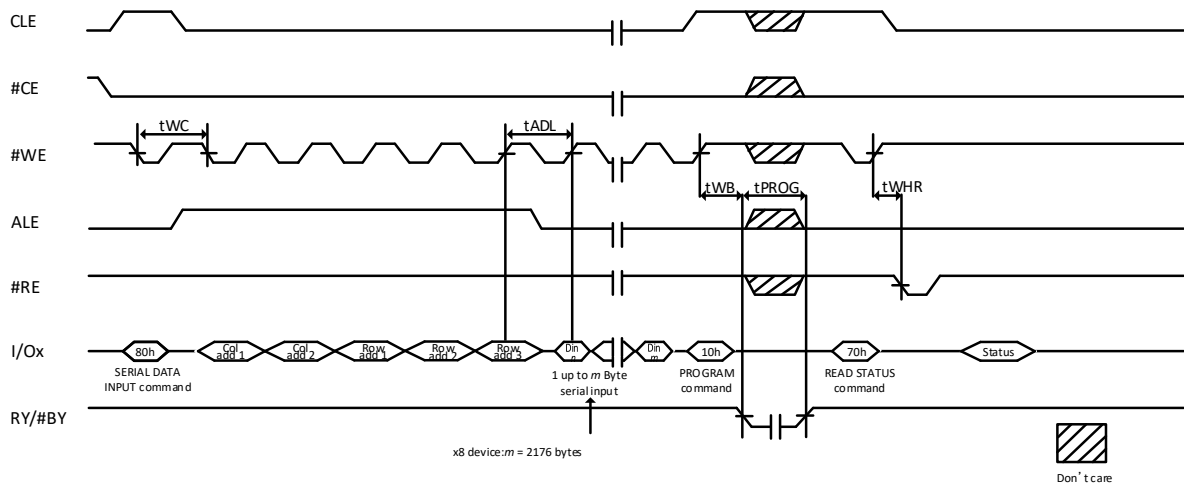 CLE
#CE
tWC
tADL
#WE
tWB
tPROG
tWHR
ALE
#RE
I/Ox
80h
Col
add 1
Col
add 2
Row
add 1
Row
add 2
Row
add 3
Din
n
Din
m
10h
70h
Status
SERIAL DATA
INPUT command
1 up to m Byte
serial input
PROGRAM
command
READ STATUS
command
RY/#BY
x8 device:m = 2176 bytes
Don't care